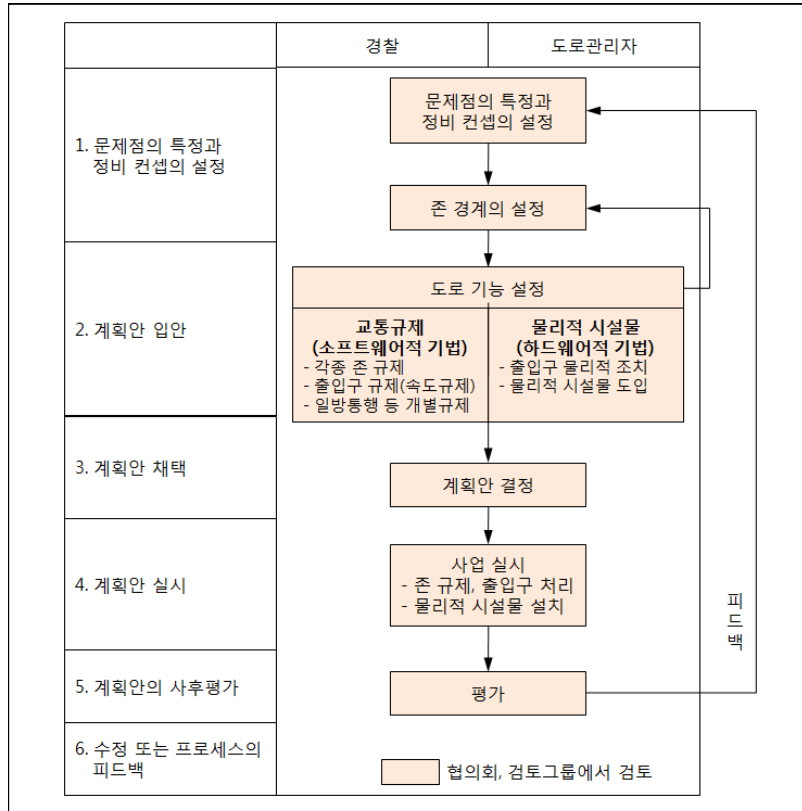 경찰
도로관리자
1. 문제점의 특정과
정비 컨셉의 설정
문제점의 특정과
정비 컨셉의 설정
존 경계의 설정
2. 계획안 입안
도로 기능 설정
교통규제
(소프트웨어적 기법)
- 각종 존 규제
- 출입구 규제(속도규제)
- 일방통행 등 개별규제
물리적 시설물
(하드웨어적 기법)
- 출입구 물리적 조치
- 물리적 시설물 도입
3. 계획안 채택
계획안 결정
4. 계획안 실시
사업 실시
- 존 규제, 출입구 처리
- 물리적 시설물 설치
피드백
5. 계획안의 사후평가
평가
6. 수정 또는 프로세스의
피드백
협의회, 검토그룹에서 검토